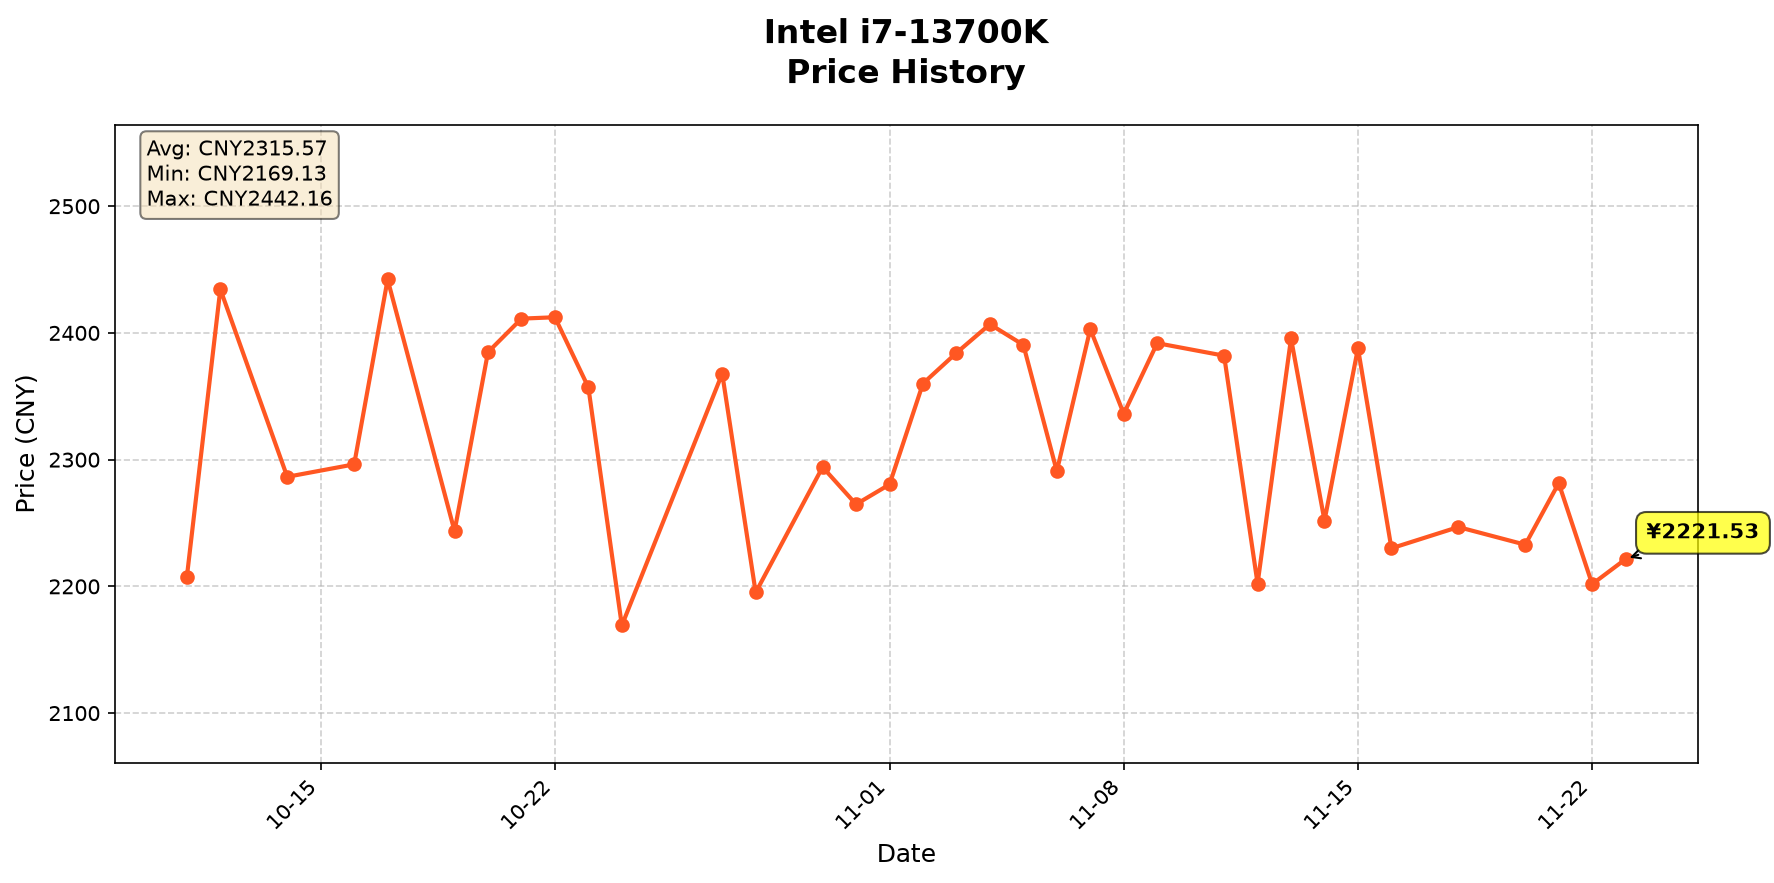 Intel i7-13700K
Price History
Avg: CNY2315.57
Min: CNY2169.13
Max: CNY2442.16
2500
2400
2300
2200
2100
Price (CNY)
¥2221.53
10-15
10-22
11-01
11-08
11-15
11-22
Date